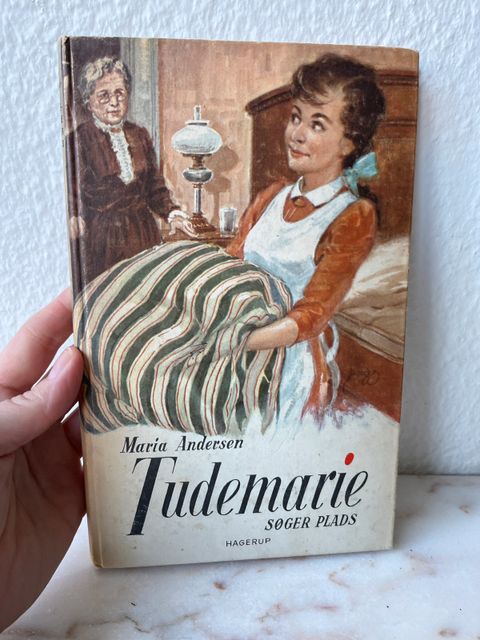 Maria Andersen
Tudemarie
SØGER PLADS
HAGERUP